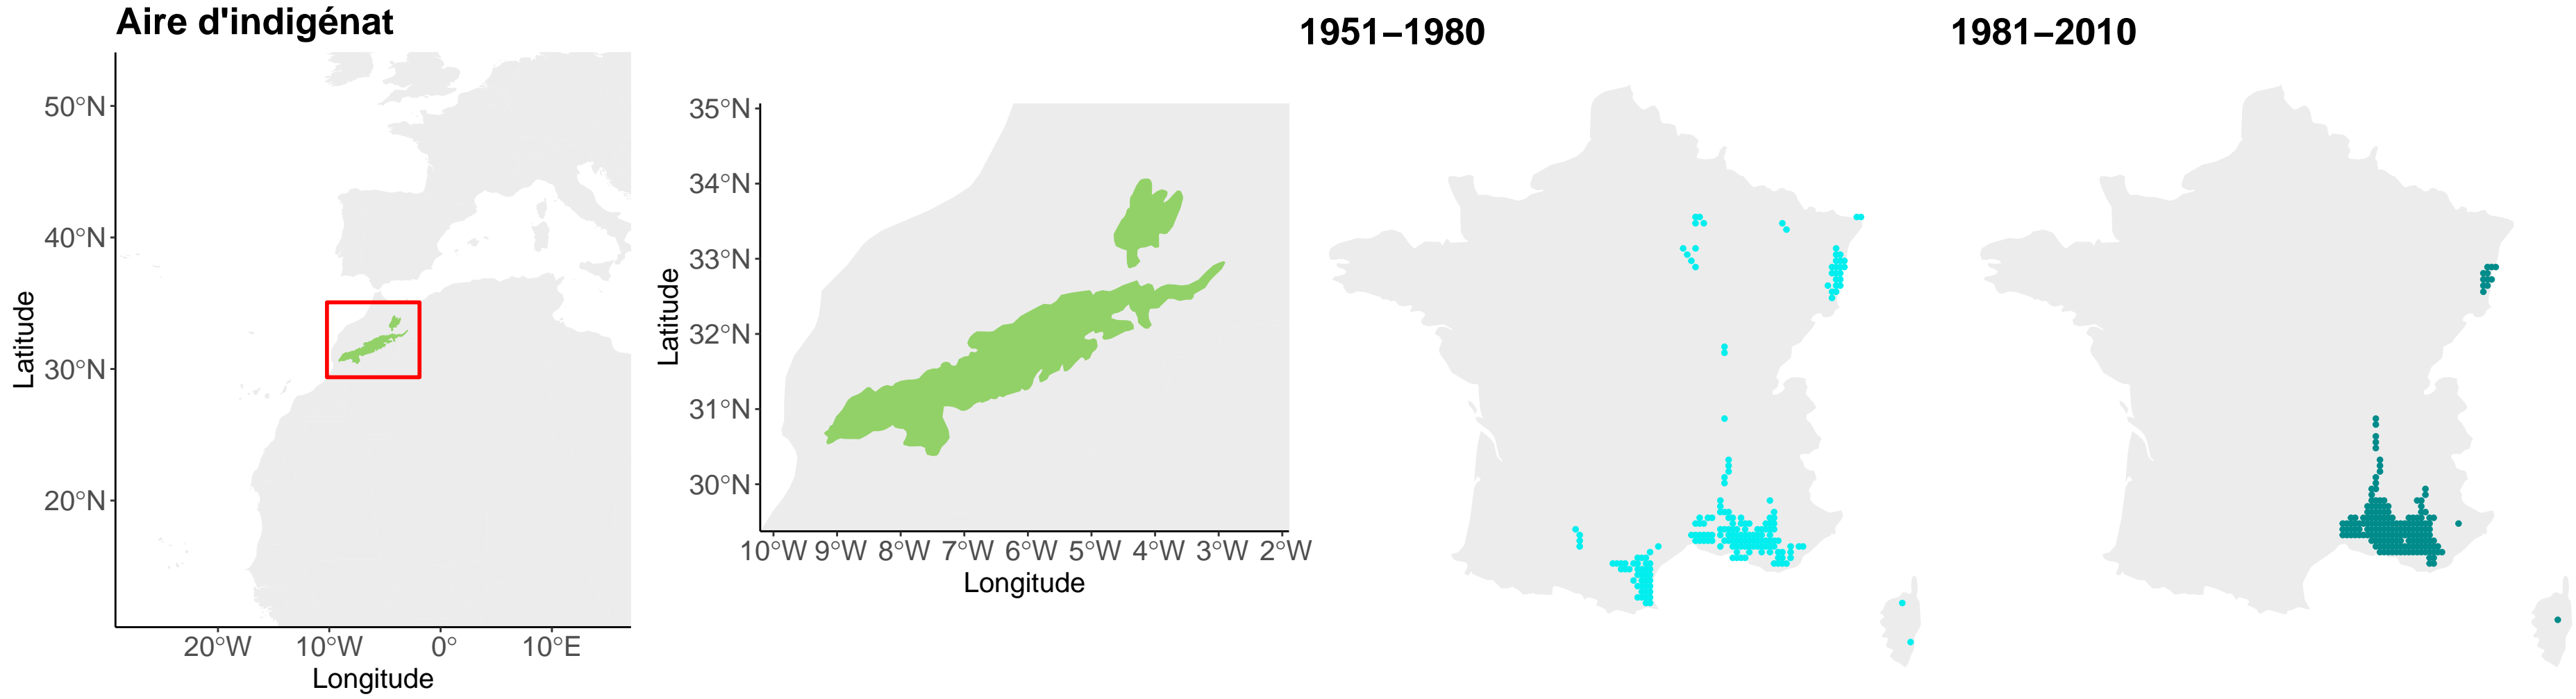 Aire d'indigénat
1951–1980
1981–2010
50°N
40°N
30°N
20°N
Latitude
20°W 10°W 0° 10°E
Longitude
35°N
34°N
33°N
32°N
31°N
30°N
Latitude
10°W 9°W 8°W 7°W 6°W 5°W 4°W 3°W 2°W
Longitude